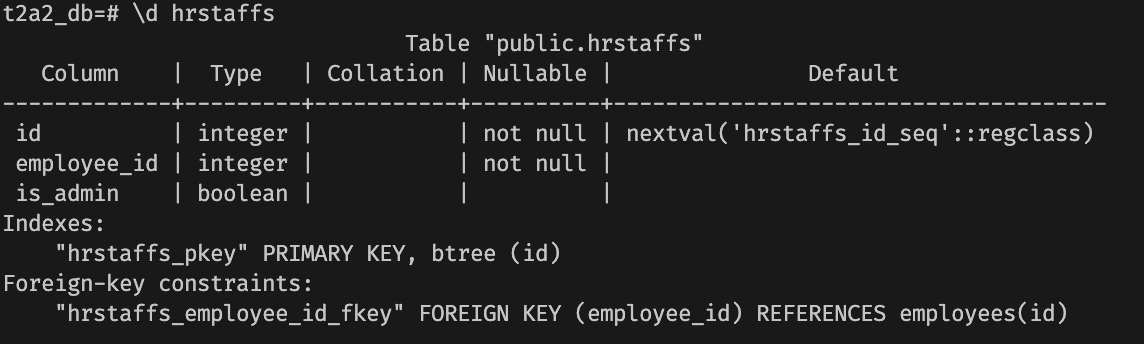 t2a2_db=# \d hrstaffs
                                Table "public.hrstaffs"
   Column    |  Type   | Collation | Nullable |               Default
-------------+---------+-----------+----------+--------------------------------------
 id          | integer |           | not null | nextval('hrstaffs_id_seq'::regclass)
 employee_id | integer |           | not null |
 is_admin    | boolean |           |          |
Indexes:
    "hrstaffs_pkey" PRIMARY KEY, btree (id)
Foreign-key constraints:
    "hrstaffs_employee_id_fkey" FOREIGN KEY (employee_id) REFERENCES employees(id)